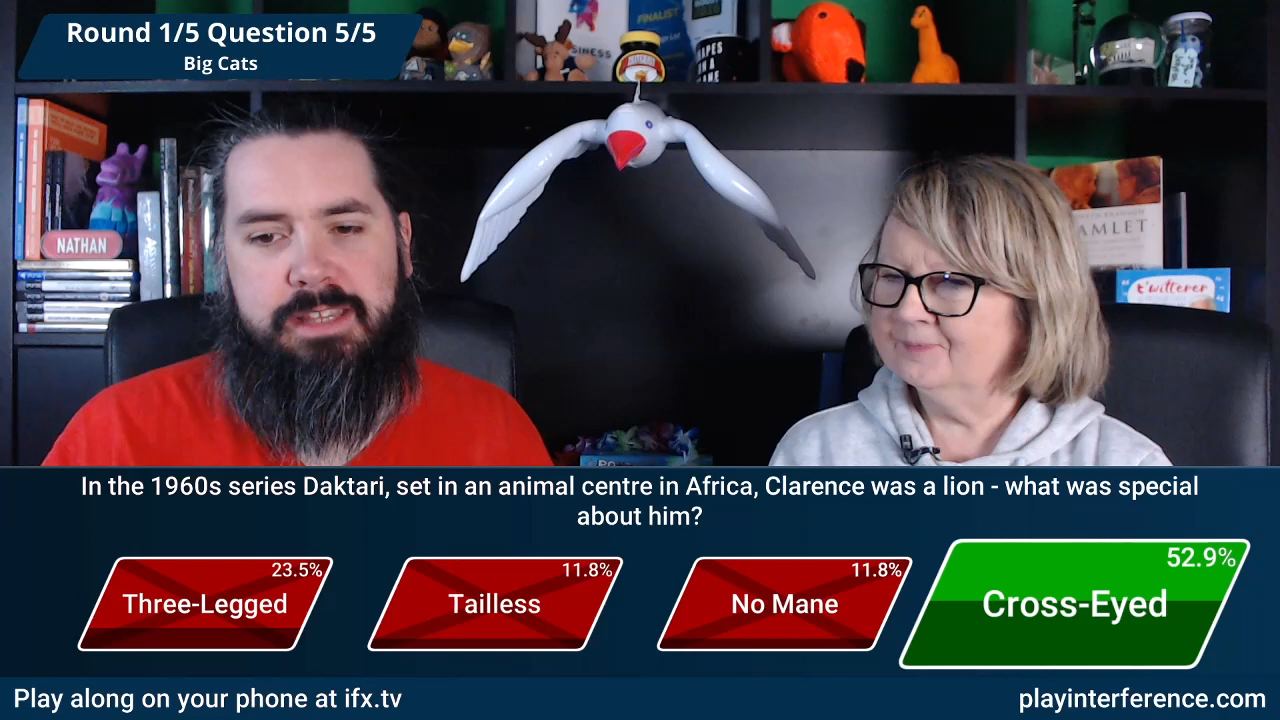 Round 1/5 Question 5/5
Big Cats
FINALIST
NATHAN
AMLET
t'witterer
In the 1960s series Daktari, set in an animal centre in Africa, Clarence was a lion - what was special
about him?
23.5%
Three-Legged
11.8%
Tailless
11.8%
No Mane
52.9%
Cross-Eyed
Play along on your phone at ifx.tv
playinterference.com